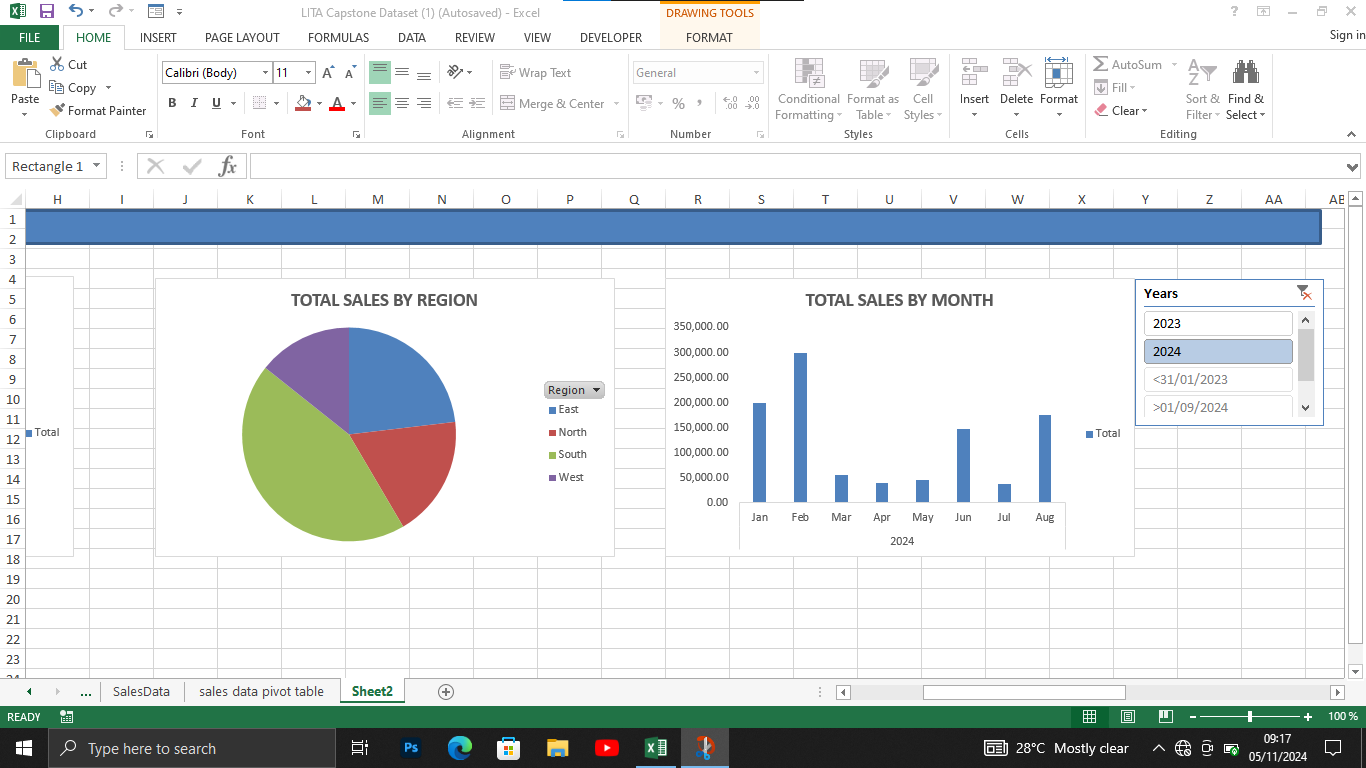 LITA Capstone Dataset (1) (Autosaved) - Excel
DRAWING TOOLS
?
FILE HOME INSERT PAGE LAYOUT FORMULAS DATA REVIEW VIEW DEVELOPER FORMAT Sign in
Paste
Cut
Copy
Format Painter
Clipboard
Calibri (Body) 11 A A
B I U A
Font
Wrap Text
Merge & Center
Alignment
General
% ,
Number
Conditional Formatting
Format as Table
Cell Styles
Styles
Insert
Delete
Format
Cells
AutoSum
Fill
Clear
Sort & Filter
Find & Select
Editing
Rectangle 1 fx
H I J K L M N O P Q R S T U V W X Y Z AA AB
1
2
3
4
5
6
7
8
9
10
11
12
13
14
15
16
17
18
19
20
21
22
23
24
Total
TOTAL SALES BY REGION
Region
East
North
South
West
TOTAL SALES BY MONTH
350,000.00
300,000.00
250,000.00
200,000.00
150,000.00
100,000.00
50,000.00
0.00
Jan Feb Mar Apr May Jun Jul Aug
2024
Total
Years
2023
2024
<31/01/2023
>01/09/2024
... SalesData sales data pivot table Sheet2
READY 100 %
Type here to search
Ps
28°C Mostly clear
09:17
05/11/2024